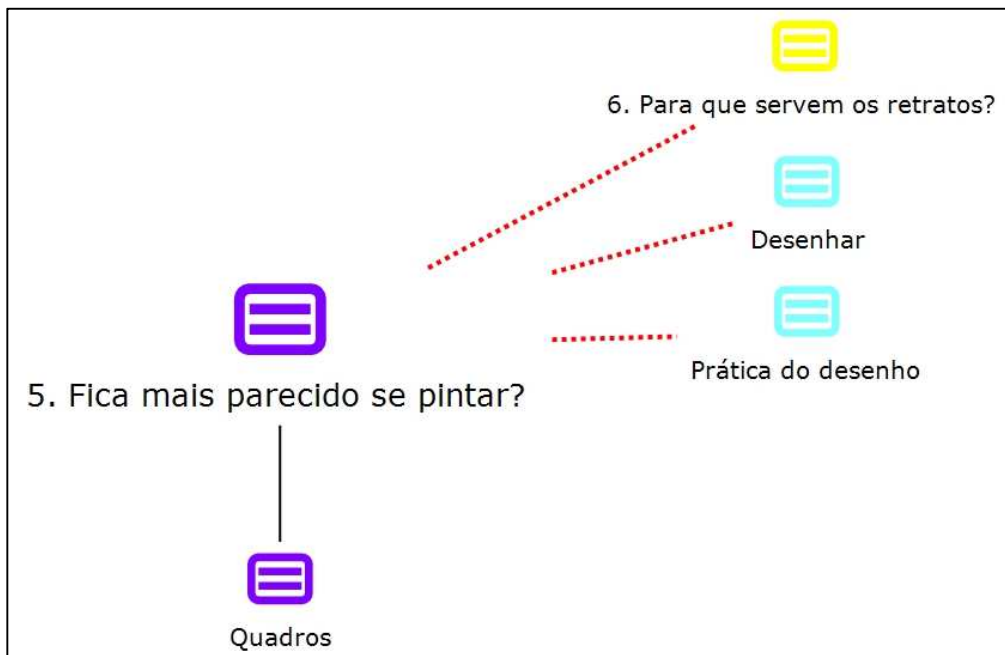 6. Para que servem os retratos?
Desenhar
Prática do desenho
5. Fica mais parecido se pintar?
Quadros